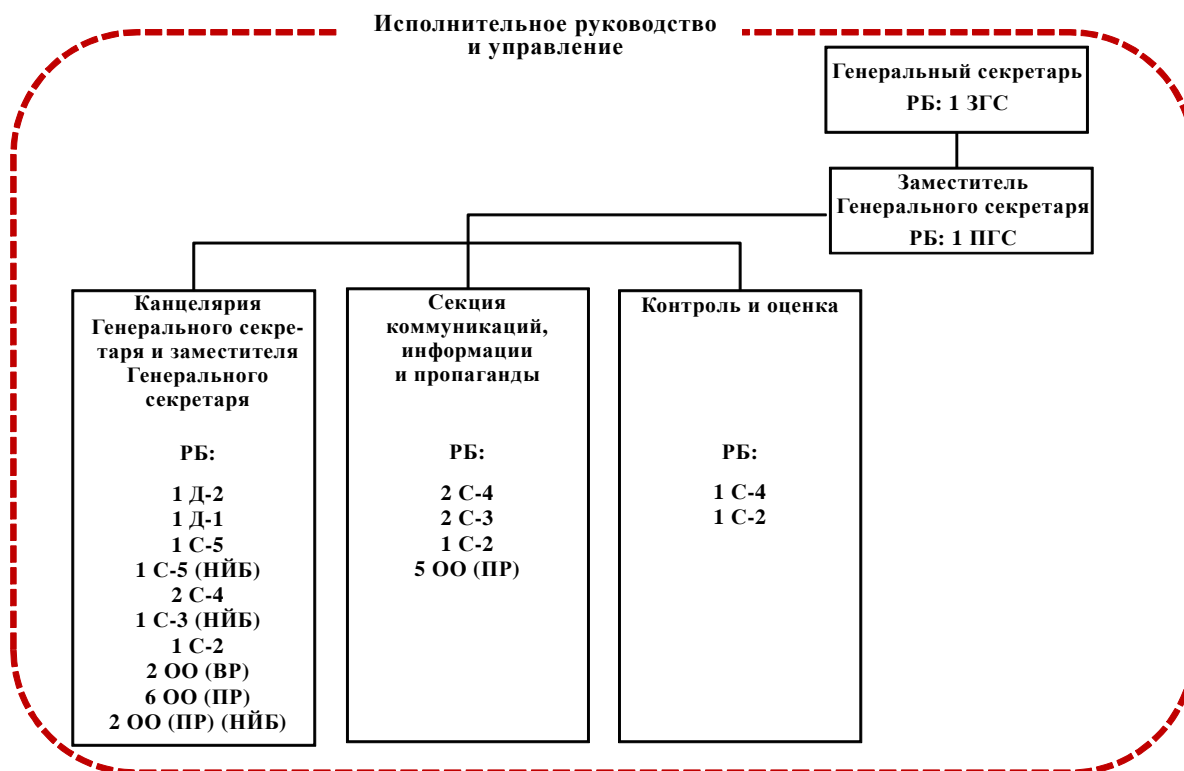 Исполнительное руководство
и управление
Генеральный секретарь
РБ: 1 ЗГС
Заместитель
Генерального секретаря
РБ: 1 ПГС
Канцелярия
Генерального секре-
таря и заместителя
Генерального
секретаря
РБ:
1 Д-2
1 Д-1
1 С-5
1 С-5 (НЙБ)
2 С-4
1 С-3 (НЙБ)
1 С-2
2 ОО (ВР)
6 ОО (ПР)
2 ОО (ПР) (НЙБ)
Секция
коммуникаций,
информации
и пропаганды
РБ:
2 С-4
2 С-3
1 С-2
5 ОО (ПР)
Контроль и оценка
РБ:
1 С-4
1 С-2